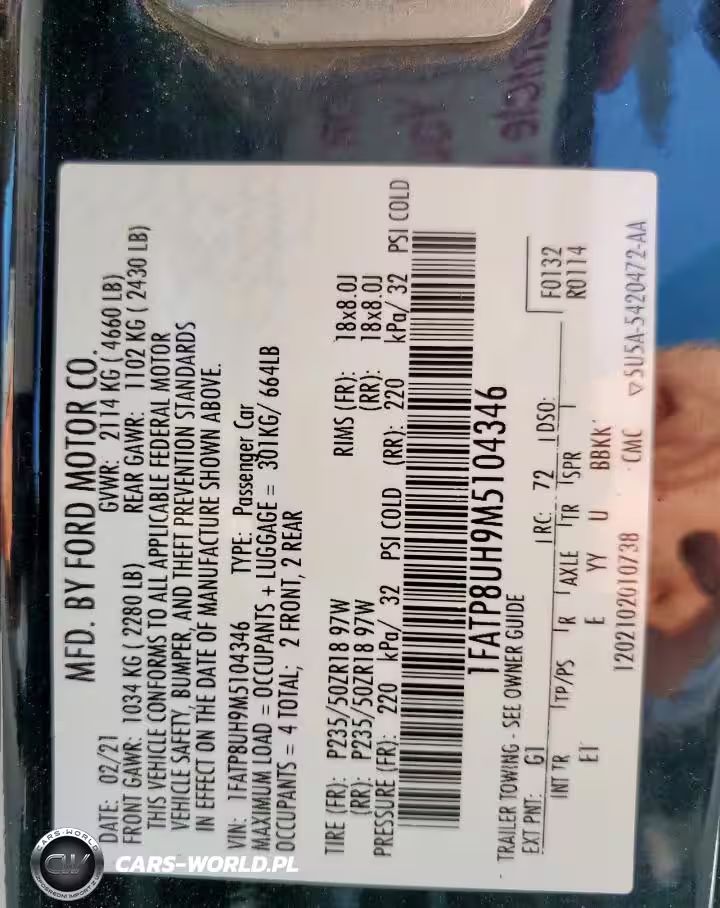 MFD. BY FORD MOTOR CO.
DATE: 02/21 GVWR: 2114 KG ( 4660 LB)
FRONT GAWR: 1034 KG ( 2280 LB) REAR GAWR: 1102 KG ( 2430 LB)
THIS VEHICLE CONFORMS TO ALL APPLICABLE FEDERAL MOTOR
VEHICLE SAFETY, BUMPER, AND THEFT PREVENTION STANDARDS
IN EFFECT ON THE DATE OF MANUFACTURE SHOWN ABOVE.
VIN: 1FATP8UH9M5104346 TYPE: Passenger Car
MAXIMUM LOAD = OCCUPANTS + LUGGAGE = 301KG/ 664LB
OCCUPANTS = 4 TOTAL; 2 FRONT, 2 REAR
TIRE (FR): P235/50ZR18 97W RIMS (FR): 18x8.0J
(RR): P235/50ZR18 97W (RR): 18x8.0J
PRESSURE (FR): 220 kPa/ 32 PSI COLD (RR): 220 kPa/ 32 PSI COLD
1FATP8UH9M5104346
TRAILER TOWING - SEE OWNER GUIDE
EXT PNT: G1 RC: 72 DSO: F0132
R0114
INT TR TP/PS R AXLE TR SPR
EI E YY U BBKK
1202102010738 CMC ▽5U5A-5420472-AA
CARS-WORLD
CW
CARS-WORLD.PL